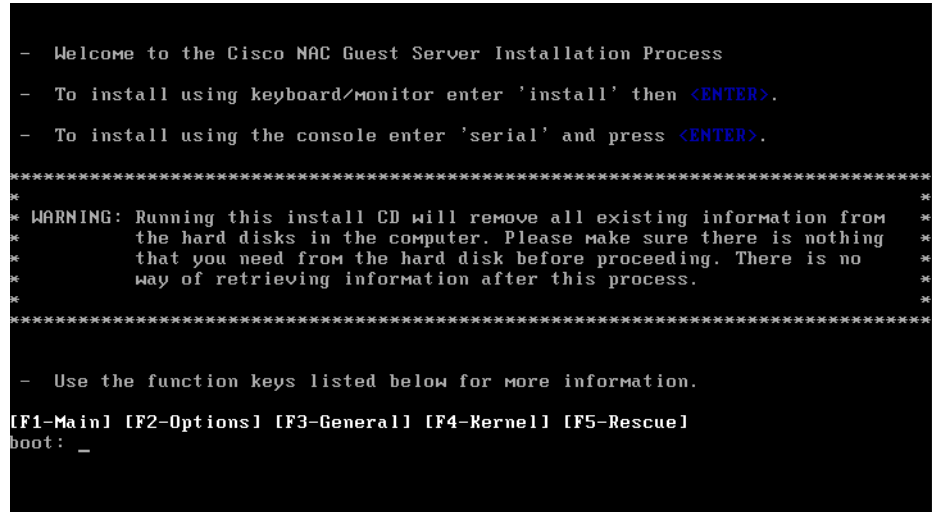 -  Welcome to the Cisco NAC Guest Server Installation Process
-  To install using keyboard/monitor enter 'install' then <ENTER>.
-  To install using the console enter 'serial' and press <ENTER>.
********************************************************************************
*                                                                              *
* WARNING: Running this install CD will remove all existing information from   *
*          the hard disks in the computer. Please make sure there is nothing   *
*          that you need from the hard disk before proceeding. There is no     *
*          way of retrieving information after this process.                   *
*                                                                              *
********************************************************************************
-  Use the function keys listed below for more information.
[F1-Main] [F2-Options] [F3-General] [F4-Kernel] [F5-Rescue]
boot: _